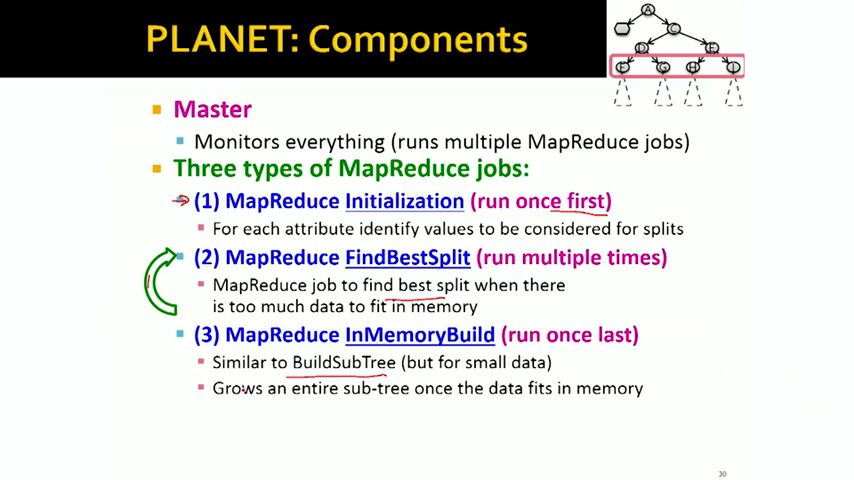 PLANET: Components
A
C
D
E
F
G
H
I
Master
Monitors everything (runs multiple MapReduce jobs)
Three types of MapReduce jobs:
(1) MapReduce Initialization (run once first)
For each attribute identify values to be considered for splits
(2) MapReduce FindBestSplit (run multiple times)
MapReduce job to find best split when there
is too much data to fit in memory
(3) MapReduce InMemoryBuild (run once last)
Similar to BuildSubTree (but for small data)
Grows an entire sub-tree once the data fits in memory
30